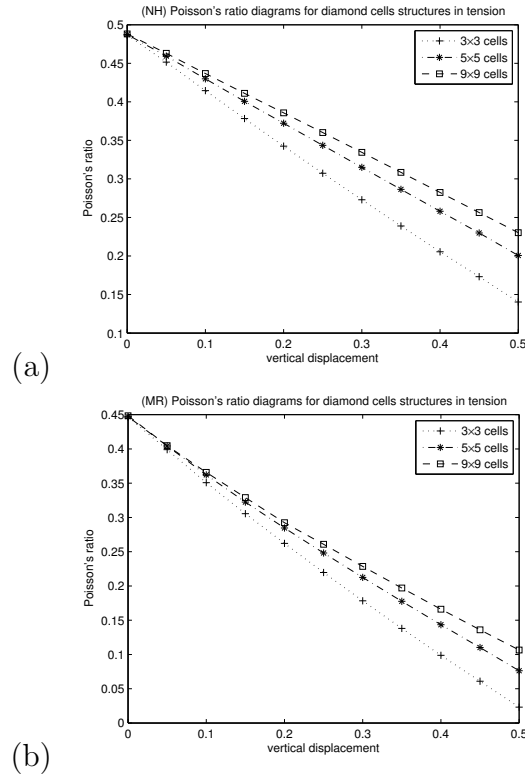 (NH) Poisson's ratio diagrams for diamond cells structures in tension
0.5
0.45
0.4
0.35
0.3
0.25
0.2
0.15
0.1
Poisson's ratio
3×3 cells
5×5 cells
9×9 cells
0
0.1
0.2
0.3
0.4
0.5
vertical displacement
(a)
(MR) Poisson's ratio diagrams for diamond cells structures in tension
0.45
0.4
0.35
0.3
0.25
0.2
0.15
0.1
0.05
0
Poisson's ratio
3×3 cells
5×5 cells
9×9 cells
0
0.1
0.2
0.3
0.4
0.5
vertical displacement
(b)